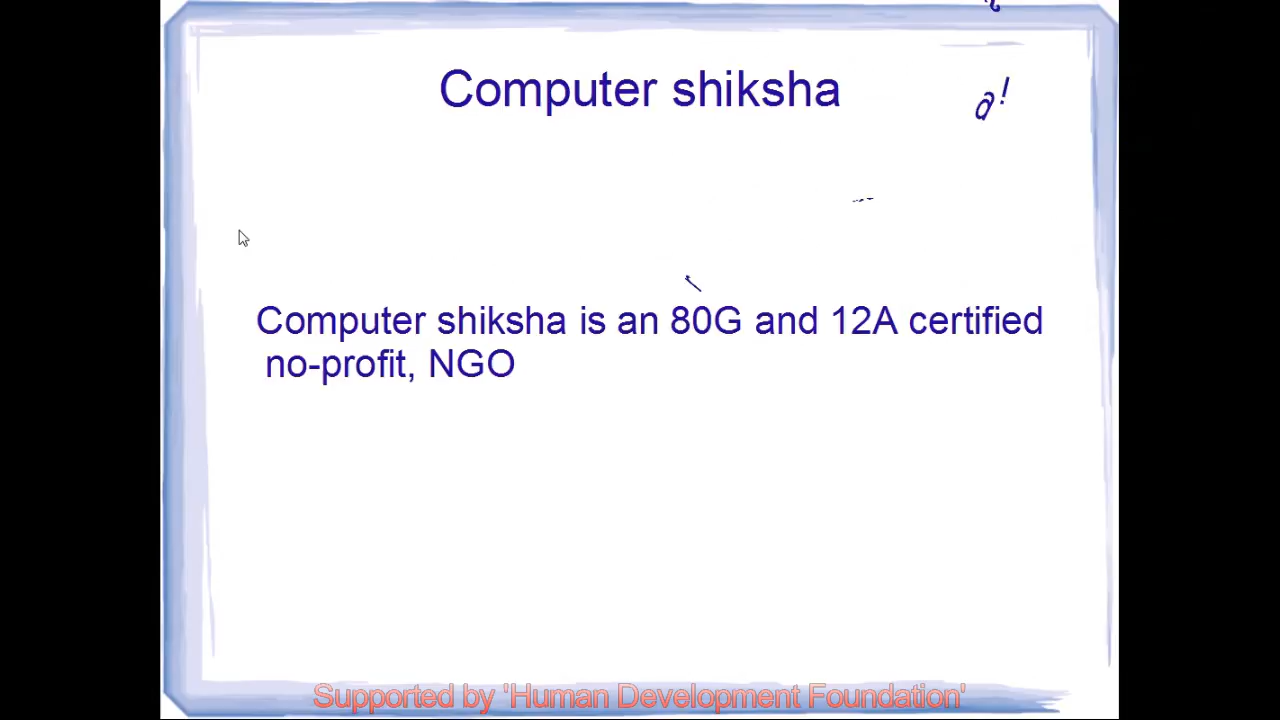 Computer shiksha
Computer shiksha is an 80G and 12A certified
no-profit, NGO
Supported by 'Human Development Foundation'